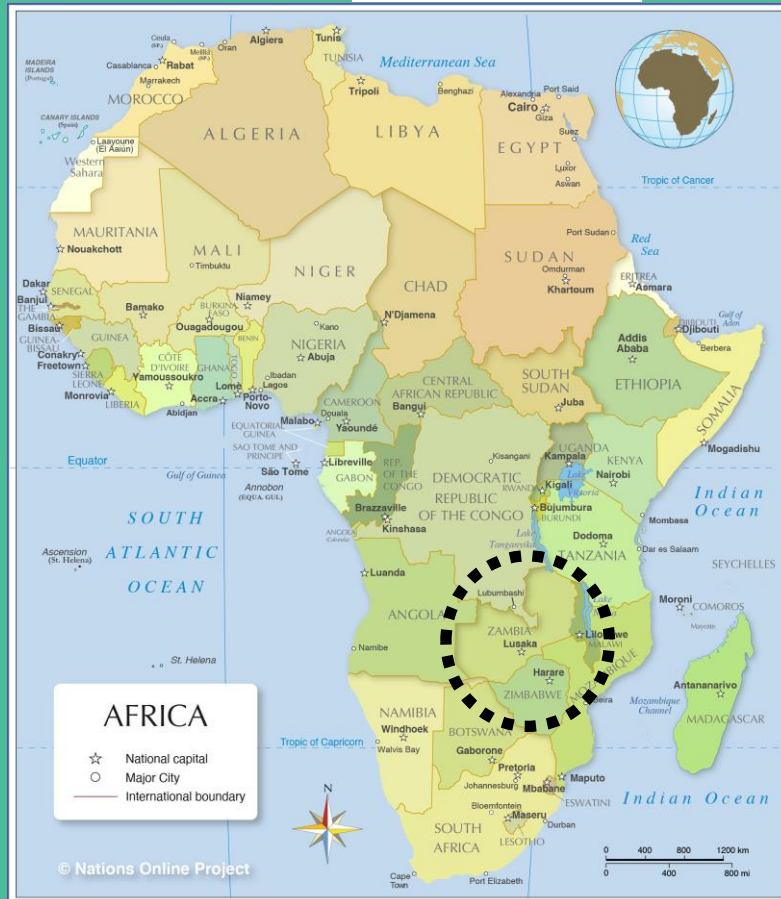 Ceuta
(SP.)
Melilla
(SP.)
Oran
Algiers
Tunis
MADEIRA
ISLANDS
(Portugal)
Casablanca
Rabat
TUNISIA
Mediterranean Sea
Marrakech
MOROCCO
Tripoli
Benghazi
Alexandria
Port Said
Cairo
Giza
Suez
CANARY ISLANDS
(Spain)
Laayoune
(El Aaiún)
Western
Sahara
ALGERIA
LIBYA
EGYPT
Luxor
Aswan
Tropic of Cancer
MAURITANIA
Nouakchott
MALI
Timbuktu
NIGER
CHAD
SUDAN
Port Sudan
Red
Sea
Omdurman
Khartoum
ERITREA
Asmara
Dakar
SENEGAL
Banjul
THE
GAMBIA
Bissau
GUINEA-
BISSAU
Bamako
BURKINA
FASO
Ouagadougou
Niamey
Kano
N'Djamena
DJIBOUTI
Djibouti
Gulf of
Aden
Berbera
GUINEA
Conakry
Freetown
SIERRA
LEONE
Monrovia
LIBERIA
CÔTE
D'IVOIRE
Yamoussoukro
Abidjan
GHANA
Accra
TOGO
Lomé
BENIN
Porto-
Novo
NIGERIA
Abuja
Ibadan
Lagos
Addis
Ababa
ETHIOPIA
SOMALIA
SOUTH
SUDAN
Juba
CENTRAL
AFRICAN REPUBLIC
Bangui
CAMEROON
Douala
Yaoundé
Malabo
EQUATORIAL
GUINEA
SAO TOME AND
PRINCIPE
São Tome
Annobon
(EQUA. GUI.)
Equator
Gulf of Guinea
Libreville
GABON
REP.
OF THE
CONGO
Brazzaville
Kinshasa
Kisangani
DEMOCRATIC
REPUBLIC
OF THE CONGO
UGANDA
Kampala
KENYA
Nairobi
Mogadishu
RWANDA
Kigali
Lake
Victoria
Bujumbura
BURUNDI
Lake
Tanganyika
Dodoma
TANZANIA
Mombasa
Dar es Salaam
Indian
Ocean
SEYCHELLES
SOUTH
ATLANTIC
OCEAN
Ascension
(St. Helena)
ANGOLA
Luanda
ANGOLA
Namibe
Lubumbashi
ZAMBIA
Lusaka
Lake
MALAWI
Moroni
COMOROS
Mayotte
St. Helena
Harare
ZIMBABWE
MOZAMBIQUE
Mozambique
Channel
Antananarivo
MADAGASCAR
NAMIBIA
Windhoek
Walvis Bay
Tropic of Capricorn
BOTSWANA
Gaborone
Pretoria
Johannesburg
Maputo
Mbabane
ESWATINI
Bloemfontein
Maseru
LESOTHO
Durban
SOUTH
AFRICA
Cape
Town
Port Elizabeth
Indian Ocean
AFRICA
National capital
Major City
International boundary
N
© Nations Online Project
0 400 800 1200 km
0 400 800 mi